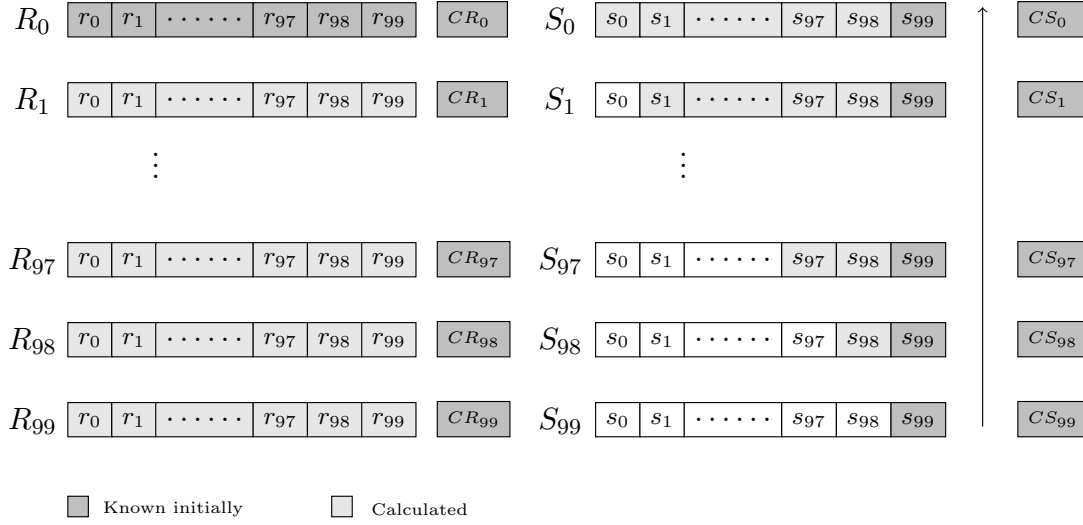 R₀ r₀ r₁ ······ r₉₇ r₉₈ r₉₉ CR₀ S₀ s₀ s₁ ······ s₉₇ s₉₈ s₉₉ CS₀
R₁ r₀ r₁ ······ r₉₇ r₉₈ r₉₉ CR₁ S₁ s₀ s₁ ······ s₉₇ s₉₈ s₉₉ CS₁
⋮ ⋮
R₉₇ r₀ r₁ ······ r₉₇ r₉₈ r₉₉ CR₉₇ S₉₇ s₀ s₁ ······ s₉₇ s₉₈ s₉₉ CS₉₇
R₉₈ r₀ r₁ ······ r₉₇ r₉₈ r₉₉ CR₉₈ S₉₈ s₀ s₁ ······ s₉₇ s₉₈ s₉₉ CS₉₈
R₉₉ r₀ r₁ ······ r₉₇ r₉₈ r₉₉ CR₉₉ S₉₉ s₀ s₁ ······ s₉₇ s₉₈ s₉₉ CS₉₉
Known initially Calculated